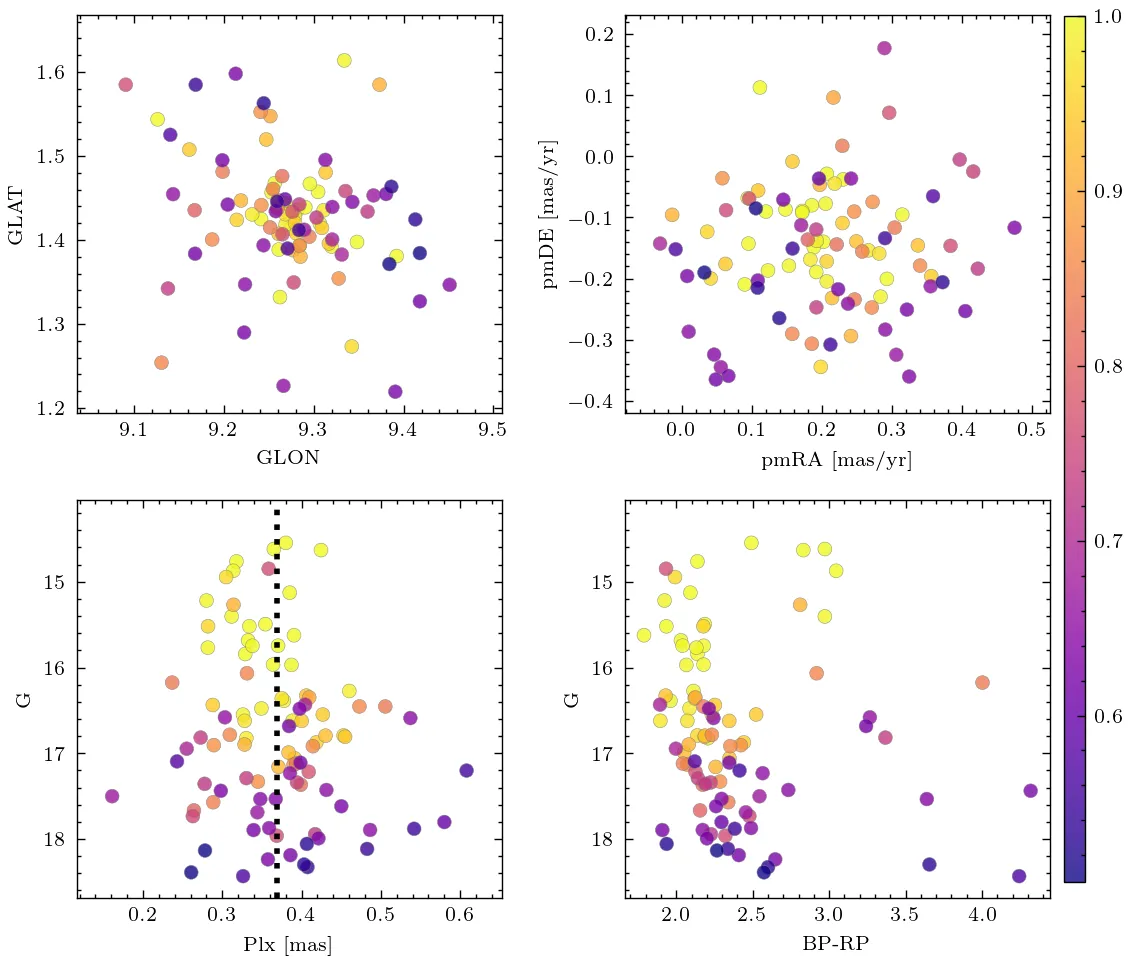 1.6
1.5
1.4
1.3
1.2
GLAT
9.1 9.2 9.3 9.4 9.5
GLON
0.2
0.1
0.0
−0.1
−0.2
−0.3
−0.4
pmDE [mas/yr]
0.0 0.1 0.2 0.3 0.4 0.5
pmRA [mas/yr]
1.0
0.9
0.8
0.7
0.6
15
16
17
18
G
0.2 0.3 0.4 0.5 0.6
Plx [mas]
15
16
17
18
G
2.0 2.5 3.0 3.5 4.0
BP-RP